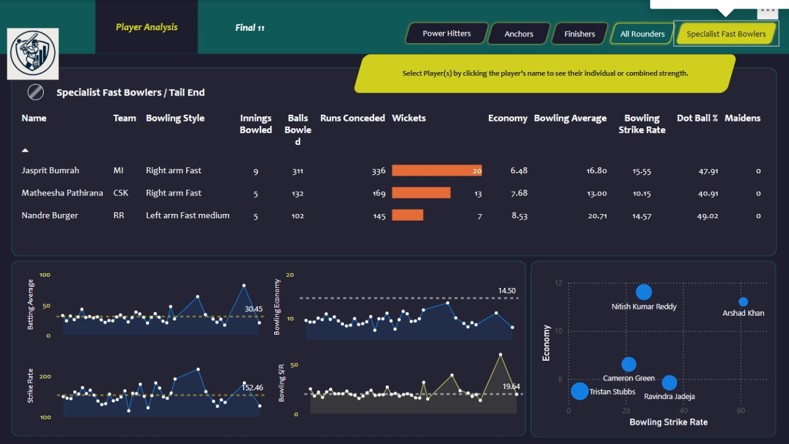 Player Analysis
Final 11
Power Hitters
Anchors
Finishers
All Rounders
Specialist Fast Bowlers
Select Player(s) by clicking the player's name to see their individual or combined strength.
Specialist Fast Bowlers / Tail End
Name Team Bowling Style Innings Bowled Balls Bowled Runs Conceded Wickets Economy Bowling Average Bowling Strike Rate Dot Ball % Maidens
Jasprit Bumrah MI Right arm Fast 9 311 336 20 6.48 16.80 15.55 47.91 0
Matheesha Pathirana CSK Right arm Fast 5 132 169 13 7.68 13.00 10.15 40.91 0
Nandre Burger RR Left arm Fast medium 5 102 145 7 8.53 20.71 14.57 49.02 0
Batting Average
100
50
0
30.45
Bowling Economy
20
10
14.50
Strike Rate
200
100
152.46
Bowling S/R
50
0
19.64
Economy
12
10
8
Nitish Kumar Reddy
Arshad Khan
Cameron Green
Tristan Stubbs
Ravindra Jadeja
0 20 40 60
Bowling Strike Rate